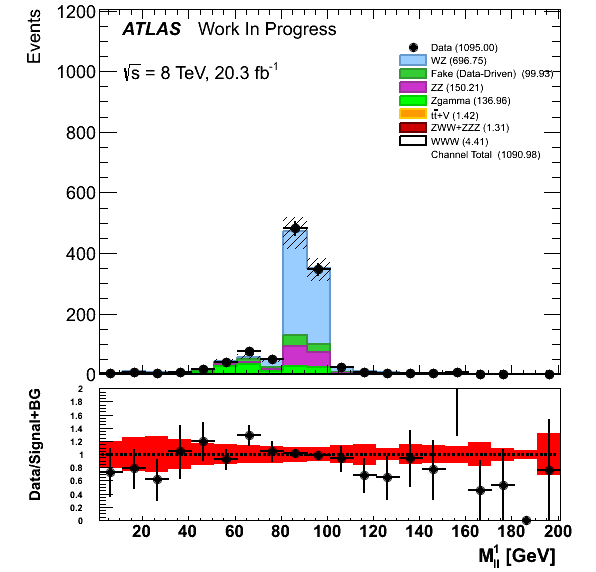 1200
1000
800
600
400
200
0
Events
ATLAS Work In Progress
√s = 8 TeV, 20.3 fb⁻¹
Data (1095.00)
WZ (696.75)
Fake (Data-Driven) (99.93)
ZZ (150.21)
Zgamma (136.96)
tt̄+V (1.42)
ZWW+ZZZ (1.31)
WWW (4.41)
Channel Total (1090.98)
Data/Signal+BG
2
1.8
1.6
1.4
1.2
1
0.8
0.6
0.4
0.2
0
20 40 60 80 100 120 140 160 180 200
M¹ll [GeV]